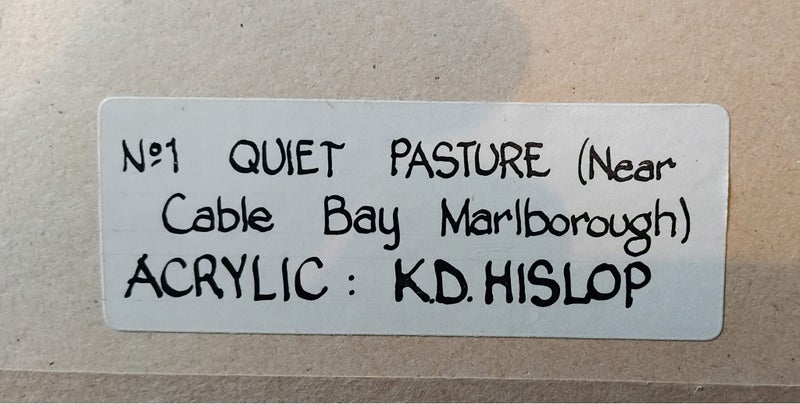 Nº1 QUIET PASTURE (Near
Cable Bay Marlborough)
ACRYLIC : K.D. HISLOP